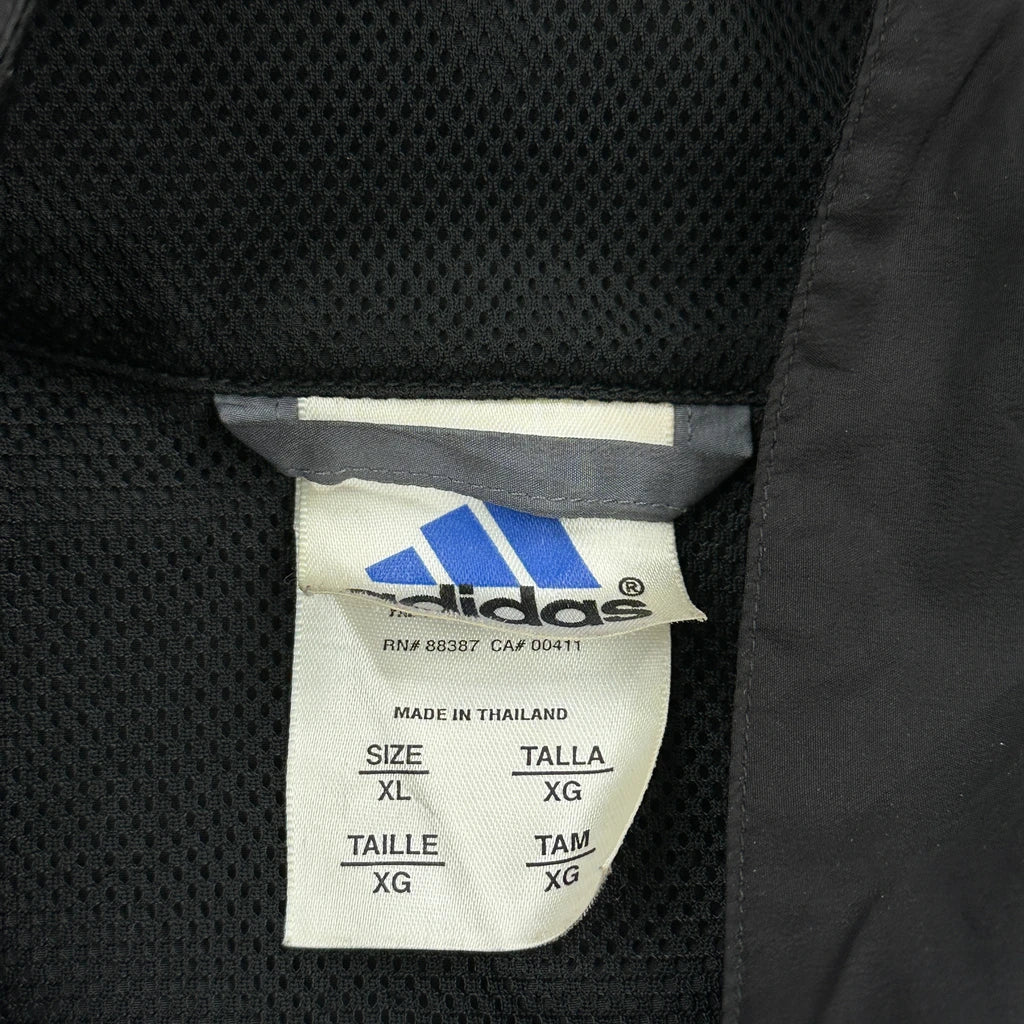 adidas®
RN# 88387 CA# 00411
MADE IN THAILAND
SIZE TALLA
XL XG
TAILLE TAM
XG XG